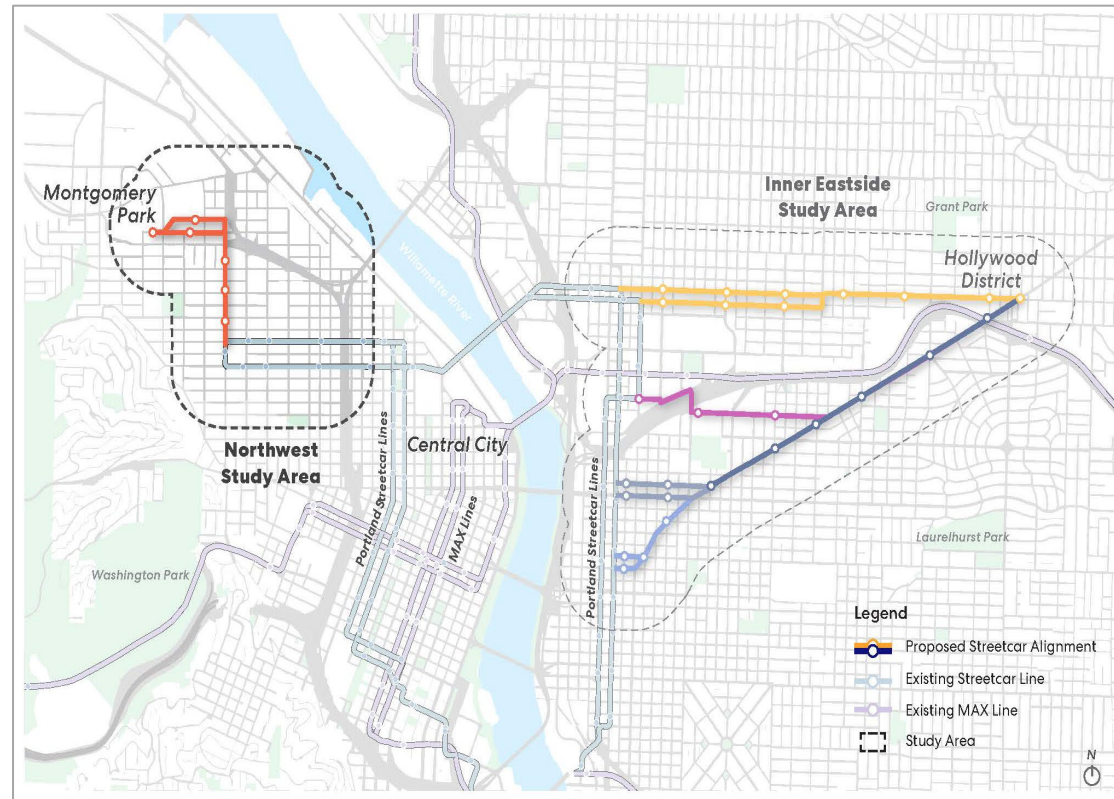 Montgomery
Park
Inner Eastside
Study Area
Grant Park
Hollywood
District
Willamette River
Northwest
Study Area
Central City
Portland Streetcar Lines
MAX Lines
Portland Streetcar Lines
Washington Park
Laurelhurst Park
Legend
Proposed Streetcar Alignment
Existing Streetcar Line
Existing MAX Line
Study Area
N